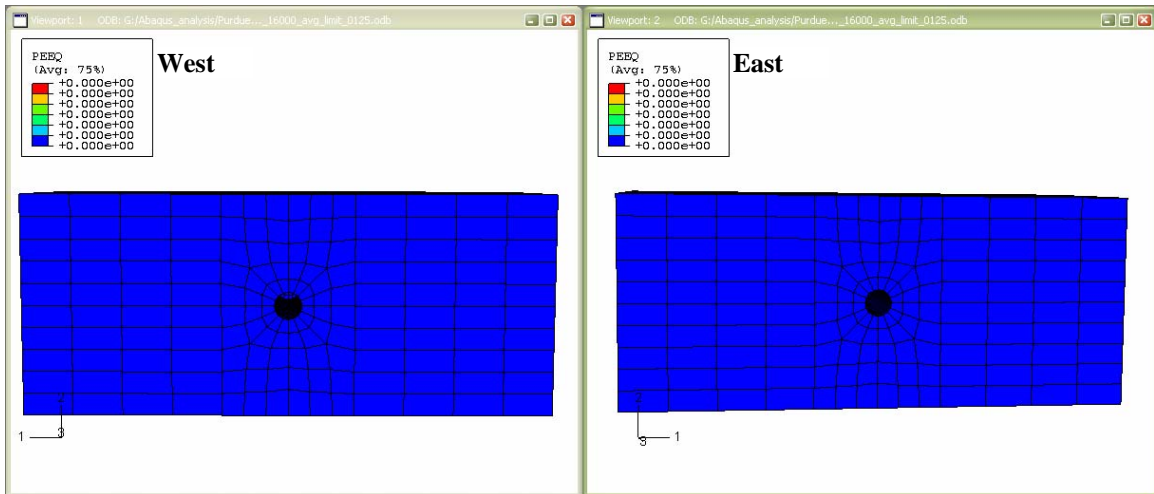 Viewport: 1 ODB: G:/Abaqus_analysis/Purdue..._16000_avg_limit_0125.odb
PEEQ
(Avg: 75%)
+0.000e+00
+0.000e+00
+0.000e+00
+0.000e+00
+0.000e+00
+0.000e+00
+0.000e+00
West
2
1
3
Viewport: 2 ODB: G:/Abaqus_analysis/Purdue..._16000_avg_limit_0125.odb
PEEQ
(Avg: 75%)
+0.000e+00
+0.000e+00
+0.000e+00
+0.000e+00
+0.000e+00
+0.000e+00
+0.000e+00
East
2
3
1